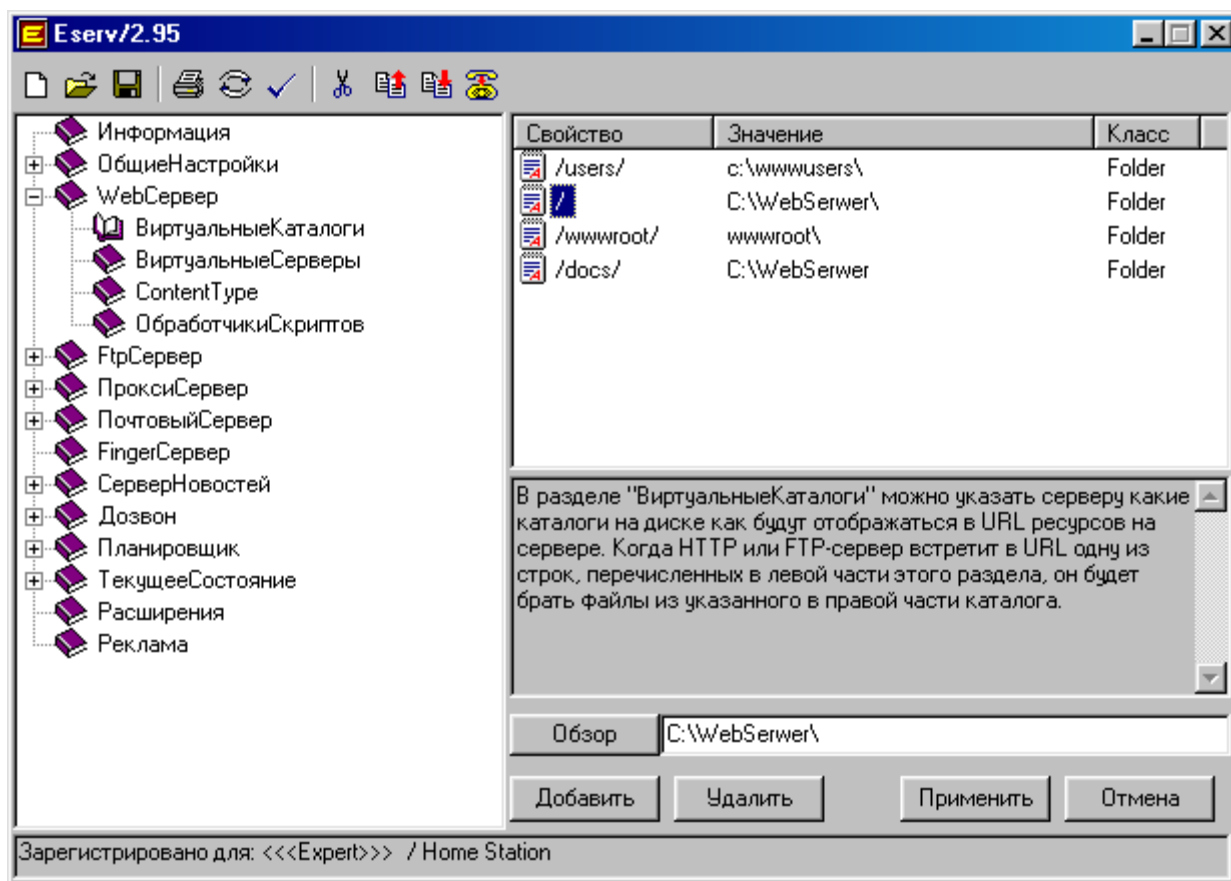 Eserv/2.95
Информация
ОбщиеНастройки
WebСервер
ВиртуальныеКаталоги
ВиртуальныеСерверы
ContentType
ОбработчикиСкриптов
FtpСервер
ПроксиСервер
ПочтовыйСервер
FingerСервер
СерверНовостей
Дозвон
Планировщик
ТекущееСостояние
Расширения
Реклама
Свойство Значение Класс
/users/ c:\wwwusers\ Folder
/ C:\WebSerwer\ Folder
/wwwroot/ wwwroot\ Folder
/docs/ C:\WebSerwer Folder
В разделе "ВиртуальныеКаталоги" можно указать серверу какие
каталоги на диске как будут отображаться в URL ресурсов на
сервере. Когда HTTP или FTP-сервер встретит в URL одну из
строк, перечисленных в левой части этого раздела, он будет
брать файлы из указанного в правой части каталога.
Обзор C:\WebSerwer\
Добавить Удалить Применить Отмена
Зарегистрировано для: <<<Expert>>> / Home Station